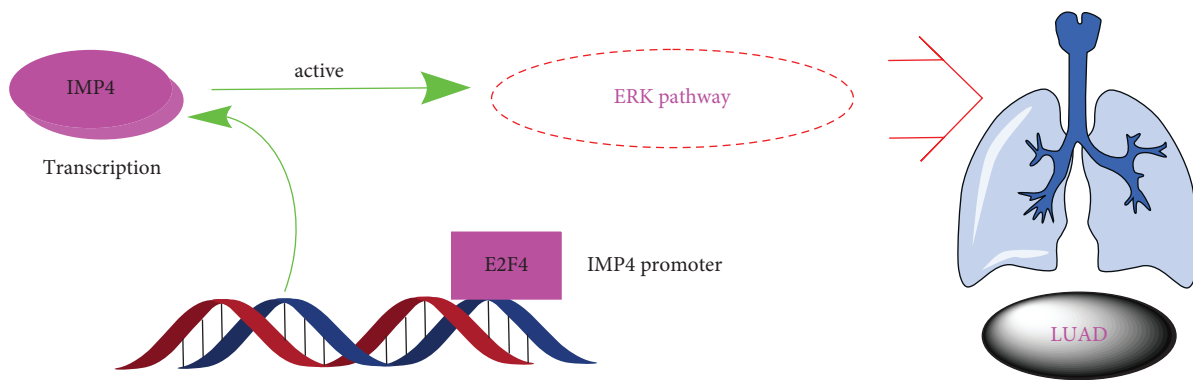 active
IMP4
ERK pathway
Transcription
E2F4
IMP4 promoter
LUAD